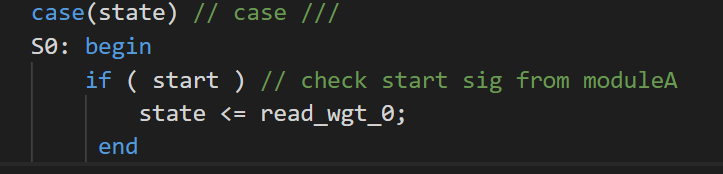 case(state) // case ///
S0: begin
if ( start ) // check start sig from moduleA
state <= read_wgt_0;
end